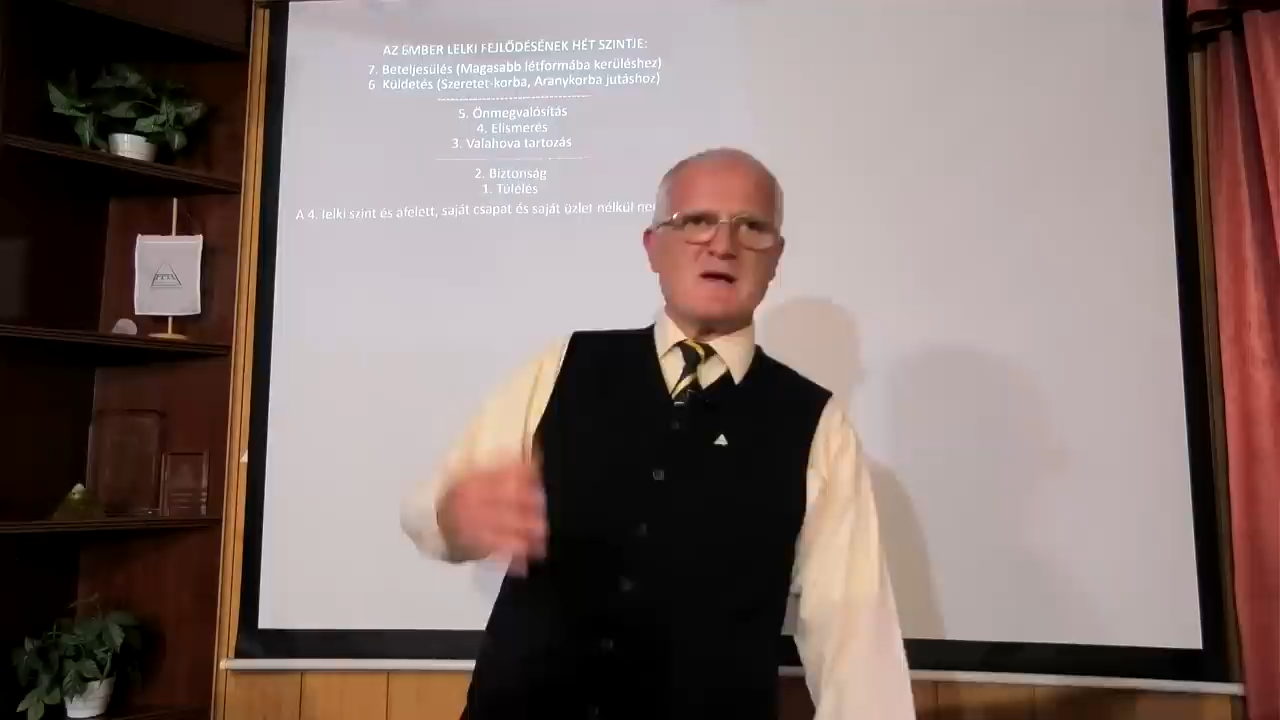 AZ EMBER LELKI FEJLŐDÉSÉNEK HÉT SZINTJE:
7. Beteljesülés (Magasabb létformába kerüléshez)
6 Küldetés (Szeretet-korba, Aranykorba jutáshoz)
5. Önmegvalósítás
4. Elismerés
3. Valahova tartozás
2. Biztonság
1. Túlélés
A 4. lelki szint és afelett, saját csapat és saját üzlet nélkül